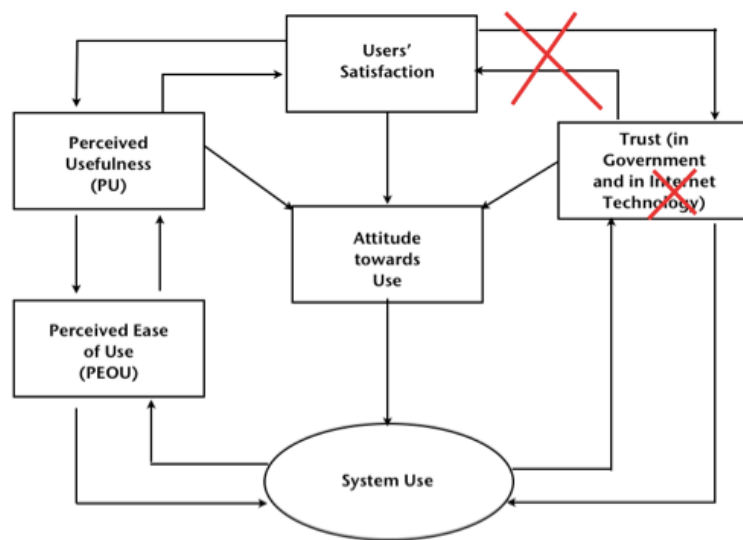 Users'
Satisfaction
Perceived
Usefulness
(PU)
Trust (in
Government
and in Internet
Technology)
Attitude
towards
Use
Perceived Ease
of Use
(PEOU)
System Use